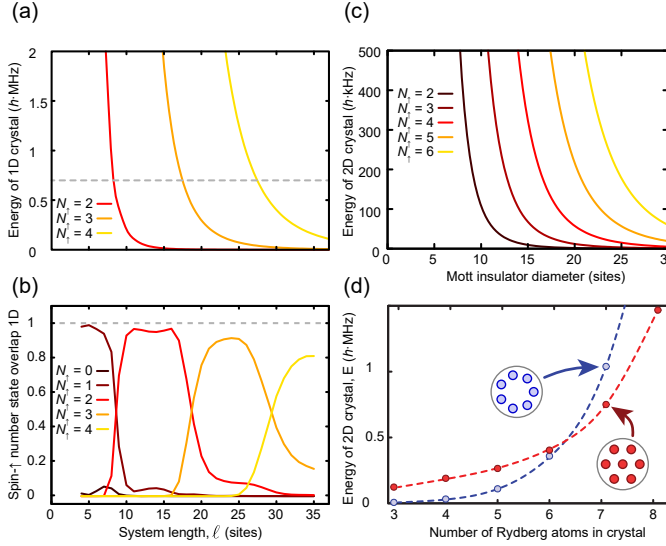 (a)
Energy of 1D crystal (h·MHz)
2
1.5
1
0.5
0
N↑ = 2
N↑ = 3
N↑ = 4
(b)
Spin-↑ number state overlap 1D
1
0.8
0.6
0.4
0.2
0
N↑ = 0
N↑ = 1
N↑ = 2
N↑ = 3
N↑ = 4
0 5 10 15 20 25 30 35
System length, ℓ (sites)
(c)
Energy of 2D crystal (h·kHz)
500
400
300
200
100
0
N↑ = 2
N↑ = 3
N↑ = 4
N↑ = 5
N↑ = 6
0 5 10 15 20 25 30
Mott insulator diameter (sites)
(d)
Energy of 2D crystal, E (h·MHz)
1
0.5
0
3 4 5 6 7 8
Number of Rydberg atoms in crystal